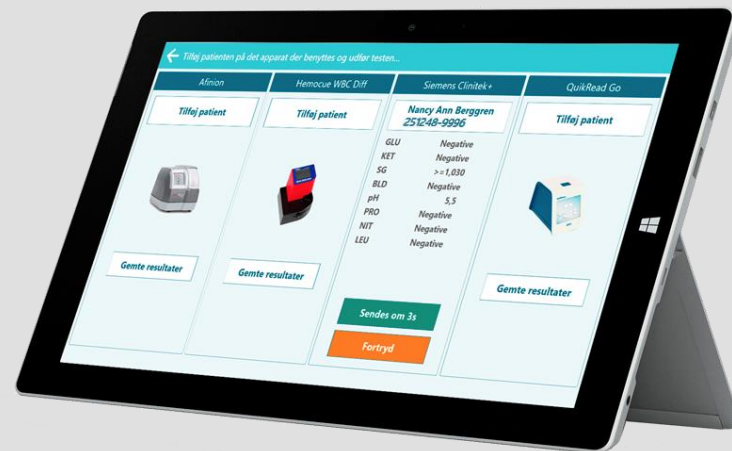 Tilføj patienten på det apparat der benyttes og udfør testen...
Afinion
Tilføj patient
Gemte resultater
Hemocue WBC Diff
Tilføj patient
Gemte resultater
Siemens Clinitek+
Nancy Ann Berggren
251248-9996
GLU Negative
KET Negative
SG >=1,030
BLD Negative
pH 5,5
PRO Negative
NIT Negative
LEU Negative
Sendes om 3s
Fortryd
QuikRead Go
Tilføj patient
Gemte resultater